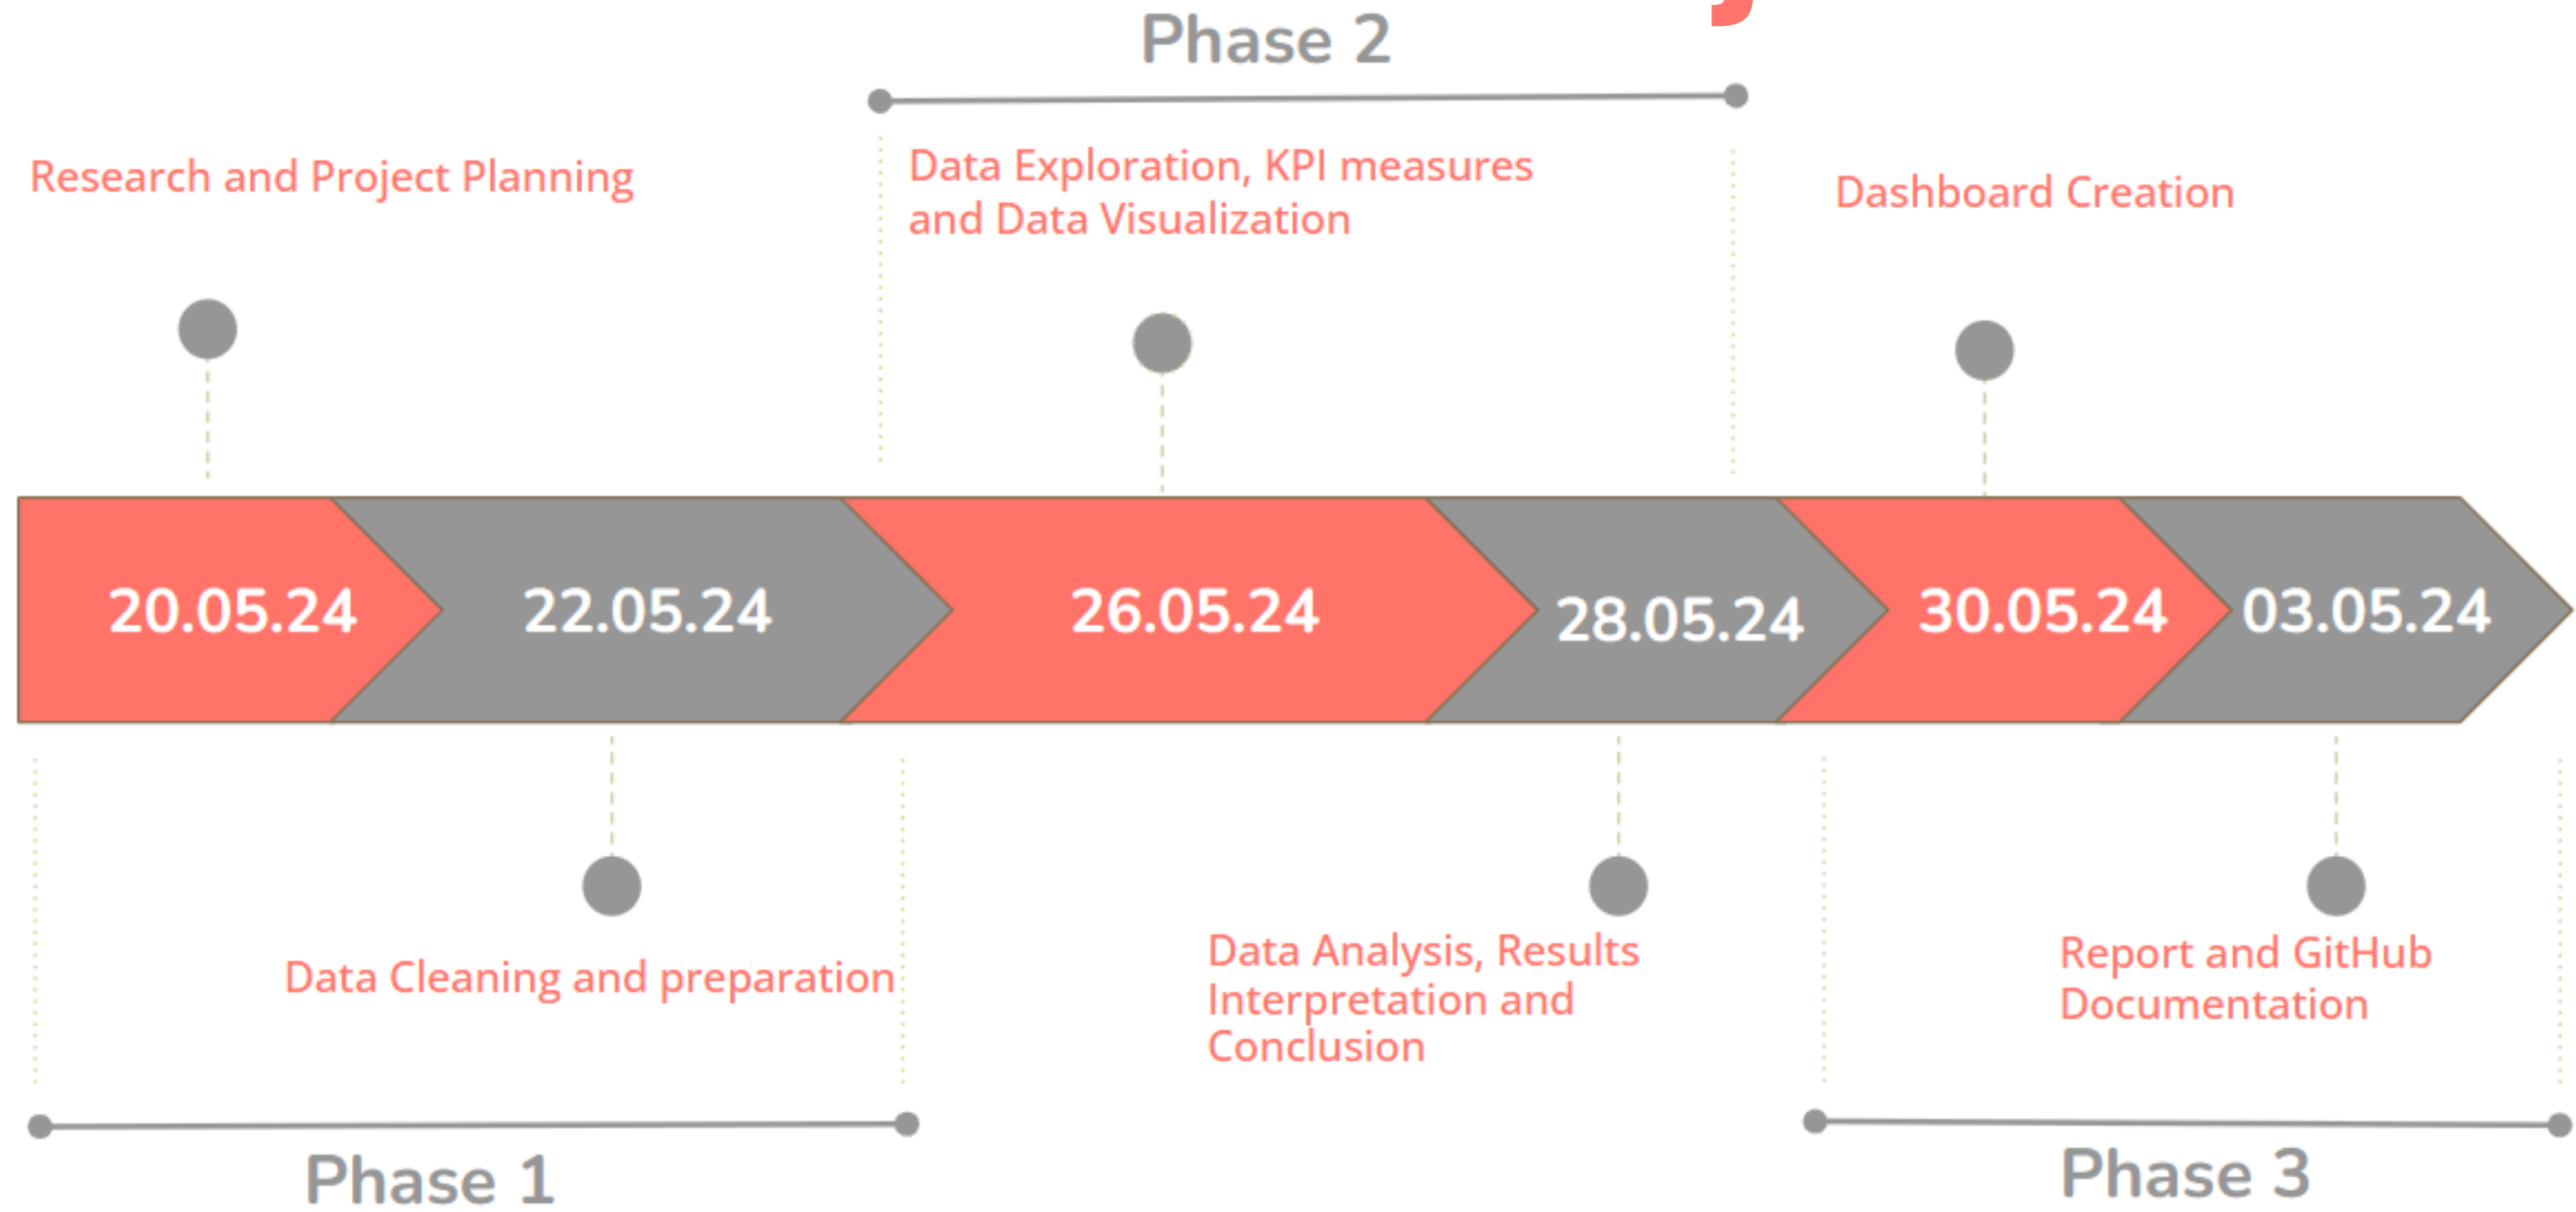 Phase 2
Research and Project Planning
Data Exploration, KPI measures
and Data Visualization
Dashboard Creation
20.05.24
22.05.24
26.05.24
28.05.24
30.05.24
03.05.24
Data Cleaning and preparation
Data Analysis, Results
Interpretation and
Conclusion
Report and GitHub
Documentation
Phase 1
Phase 3